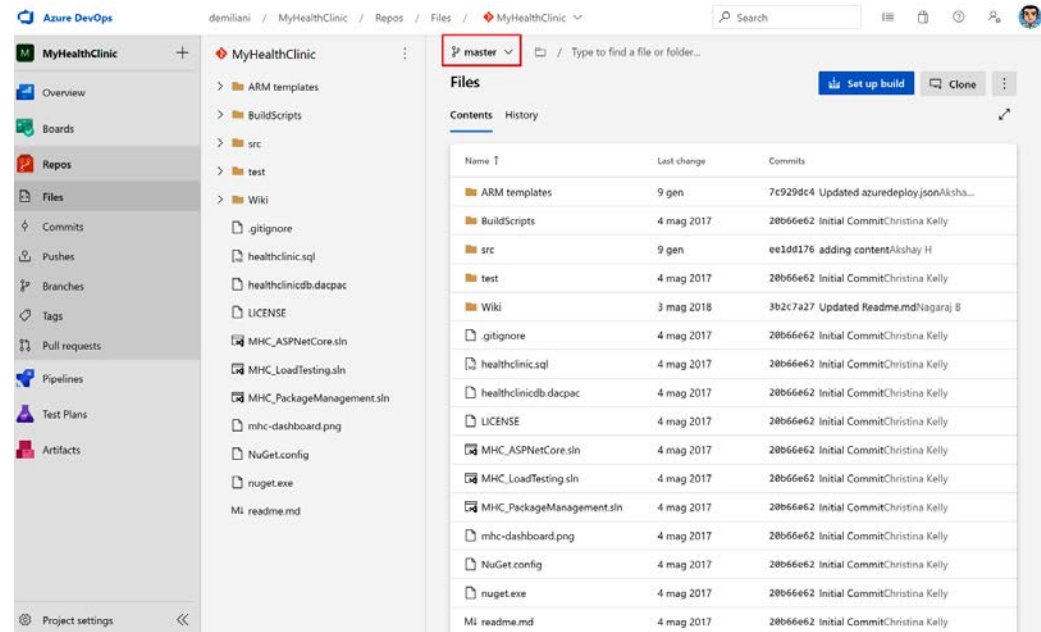 Azure DevOps
demiliani / MyHealthClinic / Repos / Files / MyHealthClinic
Search
M MyHealthClinic
Overview
Boards
Repos
Files
Commits
Pushes
Branches
Tags
Pull requests
Pipelines
Test Plans
Artifacts
Project settings
MyHealthClinic
ARM templates
BuildScripts
src
test
Wiki
.gitignore
healthclinic.sql
healthclinicdb.dacpac
LICENSE
MHC_ASPNetCore.sln
MHC_LoadTesting.sln
MHC_PackageManagement.sln
mhc-dashboard.png
NuGet.config
nuget.exe
M↓ readme.md
master / Type to find a file or folder...
Files
Set up build
Clone
Contents History
Name ↑ Last change Commits
ARM templates 9 gen 7c929dc4 Updated azuredeploy.jsonAksha...
BuildScripts 4 mag 2017 20b66e62 Initial CommitChristina Kelly
src 9 gen ee1dd176 adding contentAkshay H
test 4 mag 2017 20b66e62 Initial CommitChristina Kelly
Wiki 3 mag 2018 3b2c7a27 Updated Readme.mdNagaraj B
.gitignore 4 mag 2017 20b66e62 Initial CommitChristina Kelly
healthclinic.sql 4 mag 2017 20b66e62 Initial CommitChristina Kelly
healthclinicdb.dacpac 4 mag 2017 20b66e62 Initial CommitChristina Kelly
LICENSE 4 mag 2017 20b66e62 Initial CommitChristina Kelly
MHC_ASPNetCore.sln 4 mag 2017 20b66e62 Initial CommitChristina Kelly
MHC_LoadTesting.sln 4 mag 2017 20b66e62 Initial CommitChristina Kelly
MHC_PackageManagement.sln 4 mag 2017 20b66e62 Initial CommitChristina Kelly
mhc-dashboard.png 4 mag 2017 20b66e62 Initial CommitChristina Kelly
NuGet.config 4 mag 2017 20b66e62 Initial CommitChristina Kelly
nuget.exe 4 mag 2017 20b66e62 Initial CommitChristina Kelly
M↓ readme.md 4 mag 2017 20b66e62 Initial CommitChristina Kelly